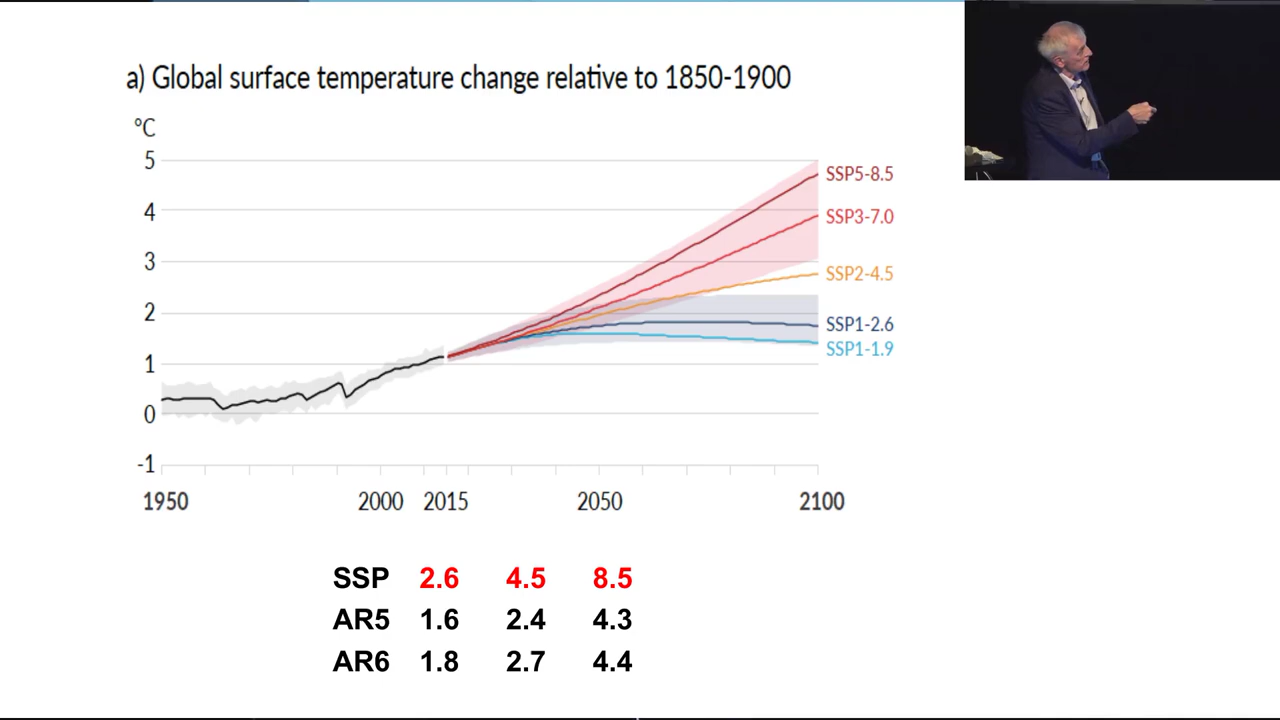 a) Global surface temperature change relative to 1850-1900
°C
5
4
3
2
1
0
-1
SSP5-8.5
SSP3-7.0
SSP2-4.5
SSP1-2.6
SSP1-1.9
1950 2000 2015 2050 2100
SSP 2.6 4.5 8.5
AR5 1.6 2.4 4.3
AR6 1.8 2.7 4.4